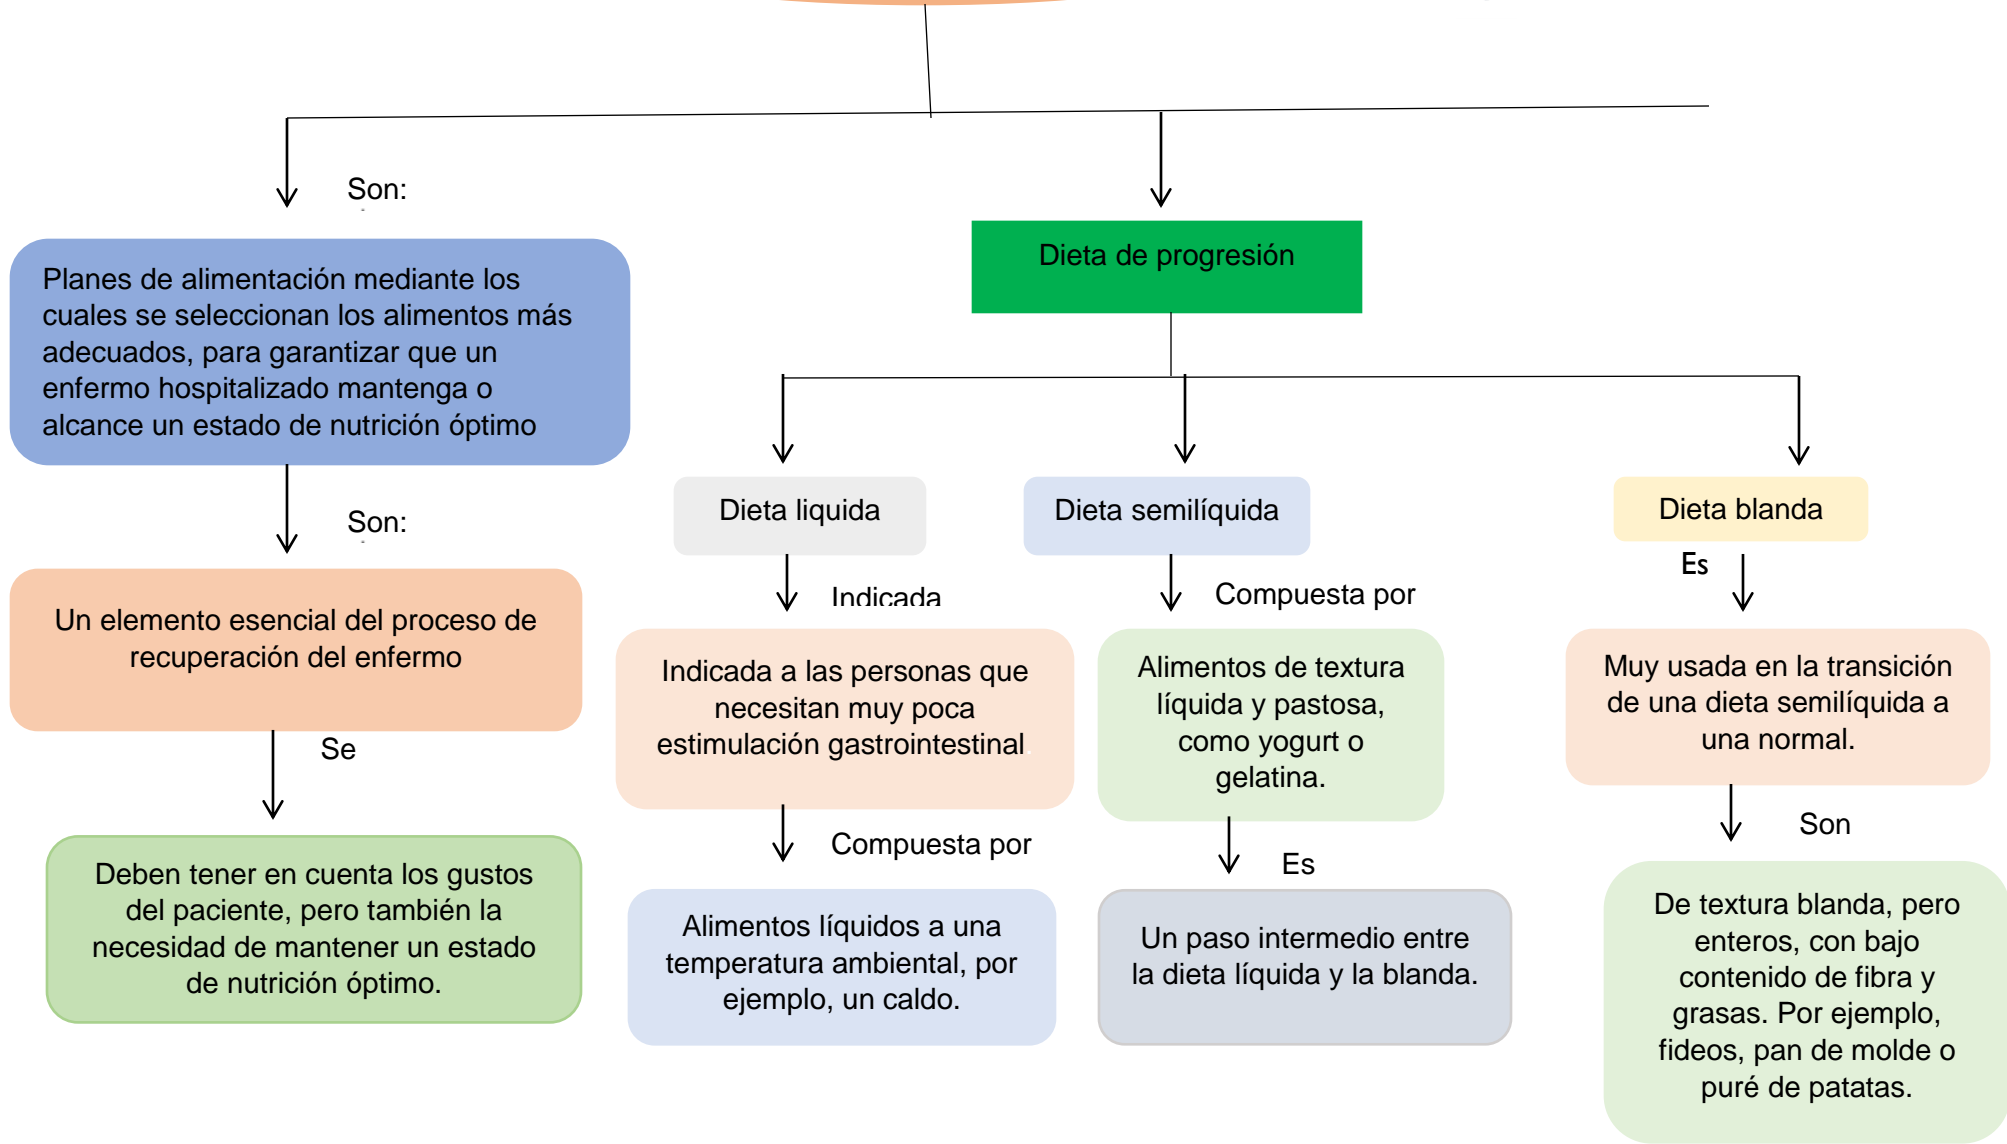 Son:
Planes de alimentación mediante los
cuales se seleccionan los alimentos más
adecuados, para garantizar que un
enfermo hospitalizado mantenga o
alcance un estado de nutrición óptimo
Son:
Un elemento esencial del proceso de
recuperación del enfermo
Se
Deben tener en cuenta los gustos
del paciente, pero también la
necesidad de mantener un estado
de nutrición óptimo.
Dieta de progresión
Dieta liquida
Indicada
Indicada a las personas que
necesitan muy poca
estimulación gastrointestinal.
Compuesta por
Alimentos líquidos a una
temperatura ambiental, por
ejemplo, un caldo.
Dieta semilíquida
Compuesta por
Alimentos de textura
líquida y pastosa,
como yogurt o
gelatina.
Es
Un paso intermedio entre
la dieta líquida y la blanda.
Dieta blanda
Es
Muy usada en la transición
de una dieta semilíquida a
una normal.
Son
De textura blanda, pero
enteros, con bajo
contenido de fibra y
grasas. Por ejemplo,
fideos, pan de molde o
puré de patatas.